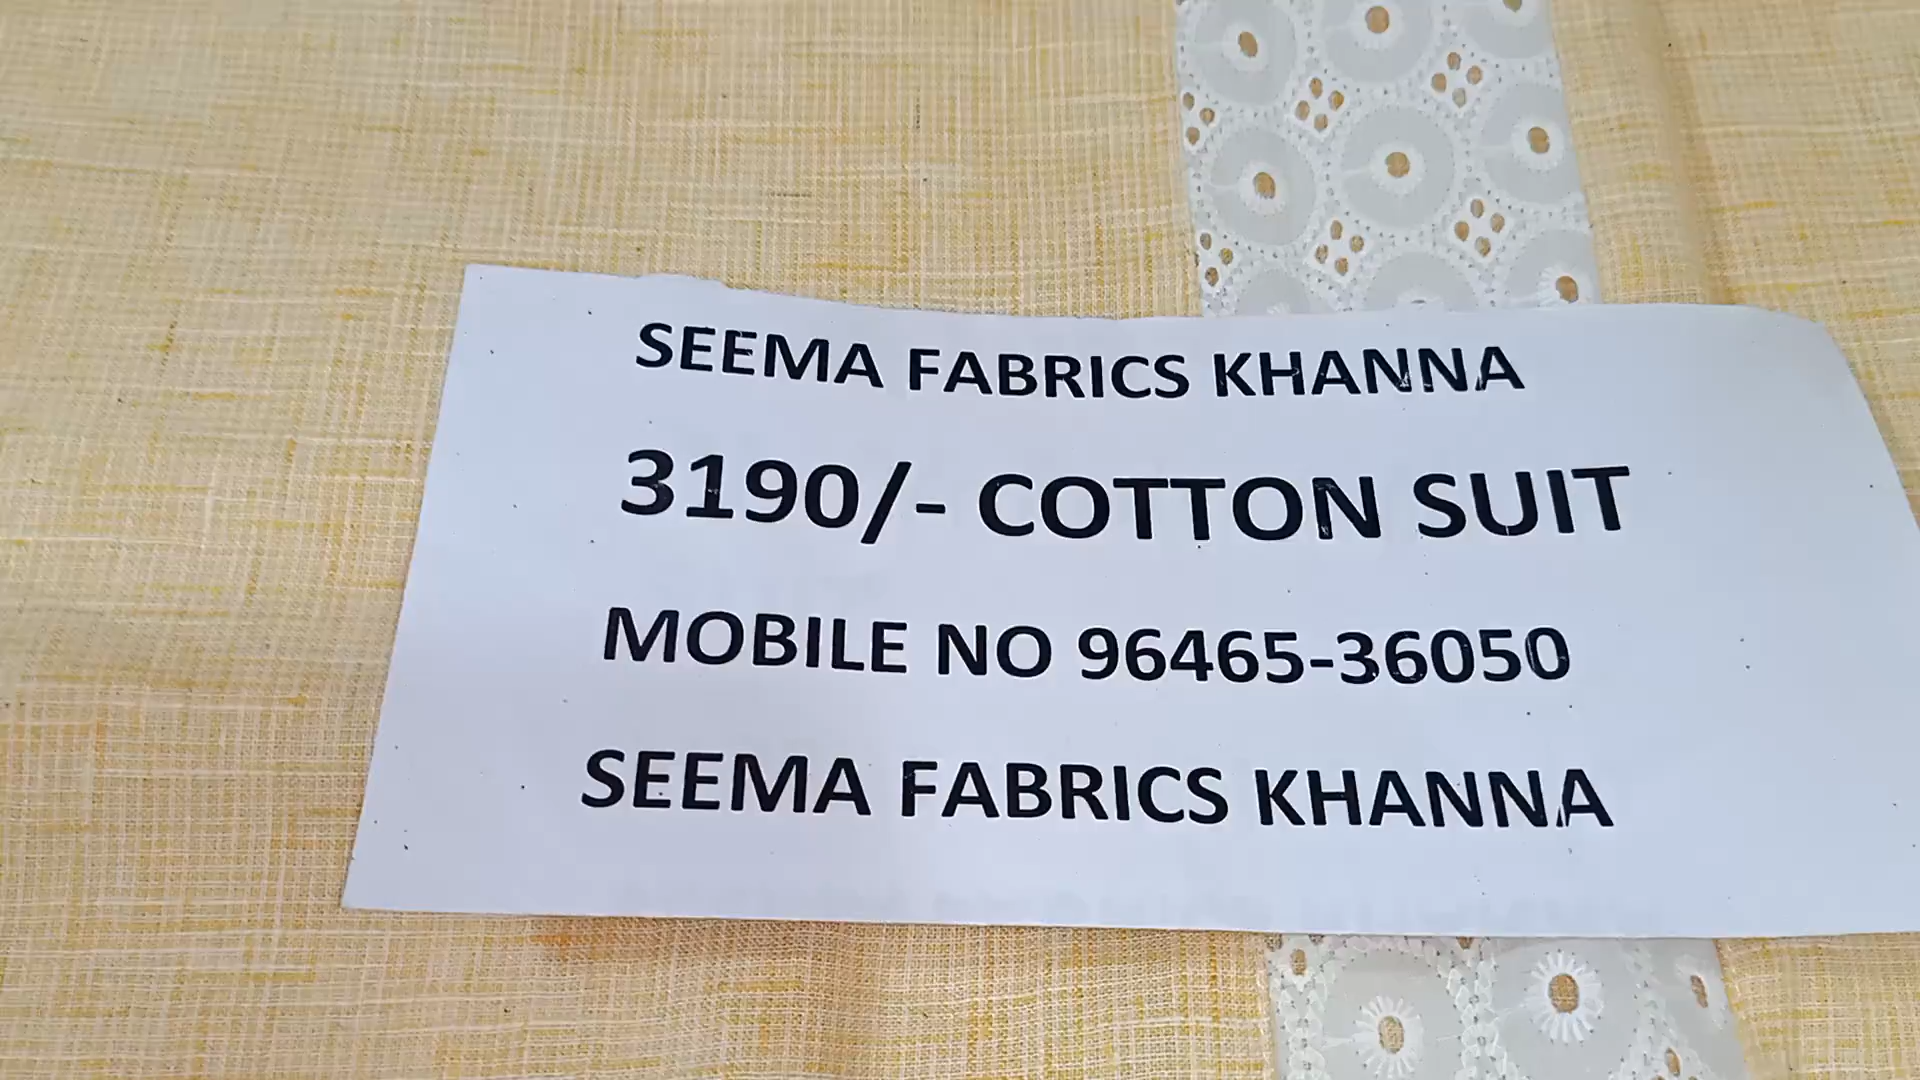 SEEMA FABRICS KHANNA
3190/- COTTON SUIT
MOBILE NO 96465-36050
SEEMA FABRICS KHANNA